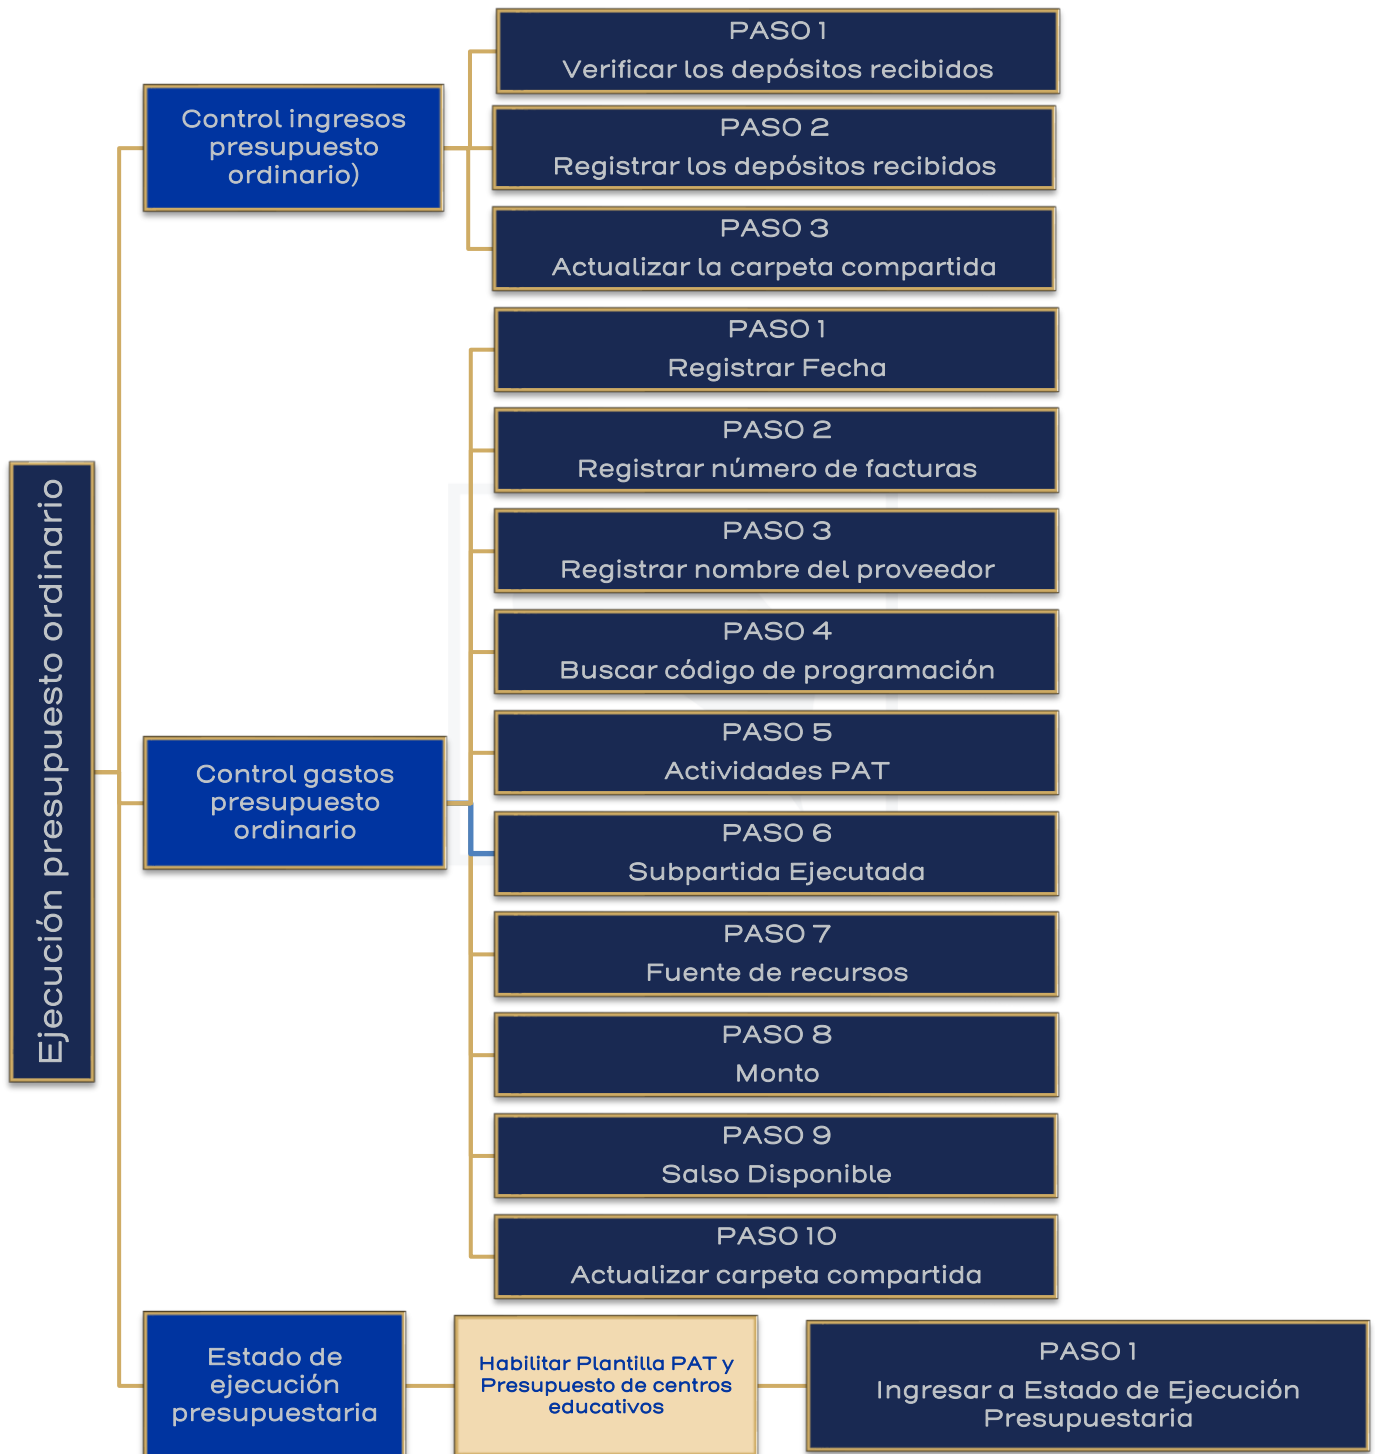 Ejecución presupuesto ordinario
Control ingresos
presupuesto
ordinario)
PASO 1
Verificar los depósitos recibidos
PASO 2
Registrar los depósitos recibidos
PASO 3
Actualizar la carpeta compartida
Control gastos
presupuesto
ordinario
PASO 1
Registrar Fecha
PASO 2
Registrar número de facturas
PASO 3
Registrar nombre del proveedor
PASO 4
Buscar código de programación
PASO 5
Actividades PAT
PASO 6
Subpartida Ejecutada
PASO 7
Fuente de recursos
PASO 8
Monto
PASO 9
Salso Disponible
PASO 10
Actualizar carpeta compartida
Estado de
ejecución
presupuestaria
Habilitar Plantilla PAT y
Presupuesto de centros
educativos
PASO 1
Ingresar a Estado de Ejecución
Presupuestaria